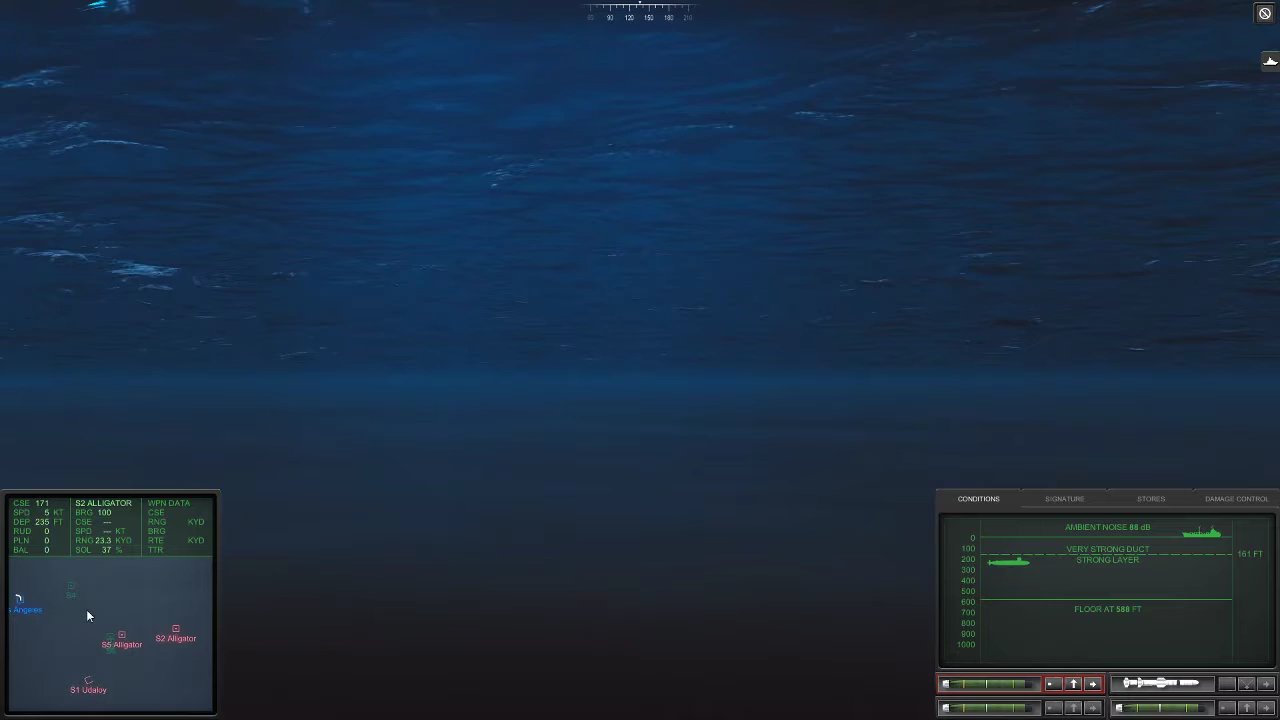 65 90 120 150 180 210
CSE 171
SPD 5 KT
DEP 235 FT
RUD 0
PLN 0
BAL 0
S2 ALLIGATOR
BRG 100
CSE ---
SPD --- KT
RNG 23.3 KYD
SOL 37 %
WPN DATA
CSE
RNG KYD
BRG
RTE KYD
TTR
s Angeles
S5 Alligator
S2 Alligator
S1 Udaloy
CONDITIONS SIGNATURE STORES DAMAGE CONTROL
AMBIENT NOISE 88 dB
0
100 VERY STRONG DUCT
161 FT
200 STRONG LAYER
300
400
500
600 FLOOR AT 588 FT
700
800
900
1000